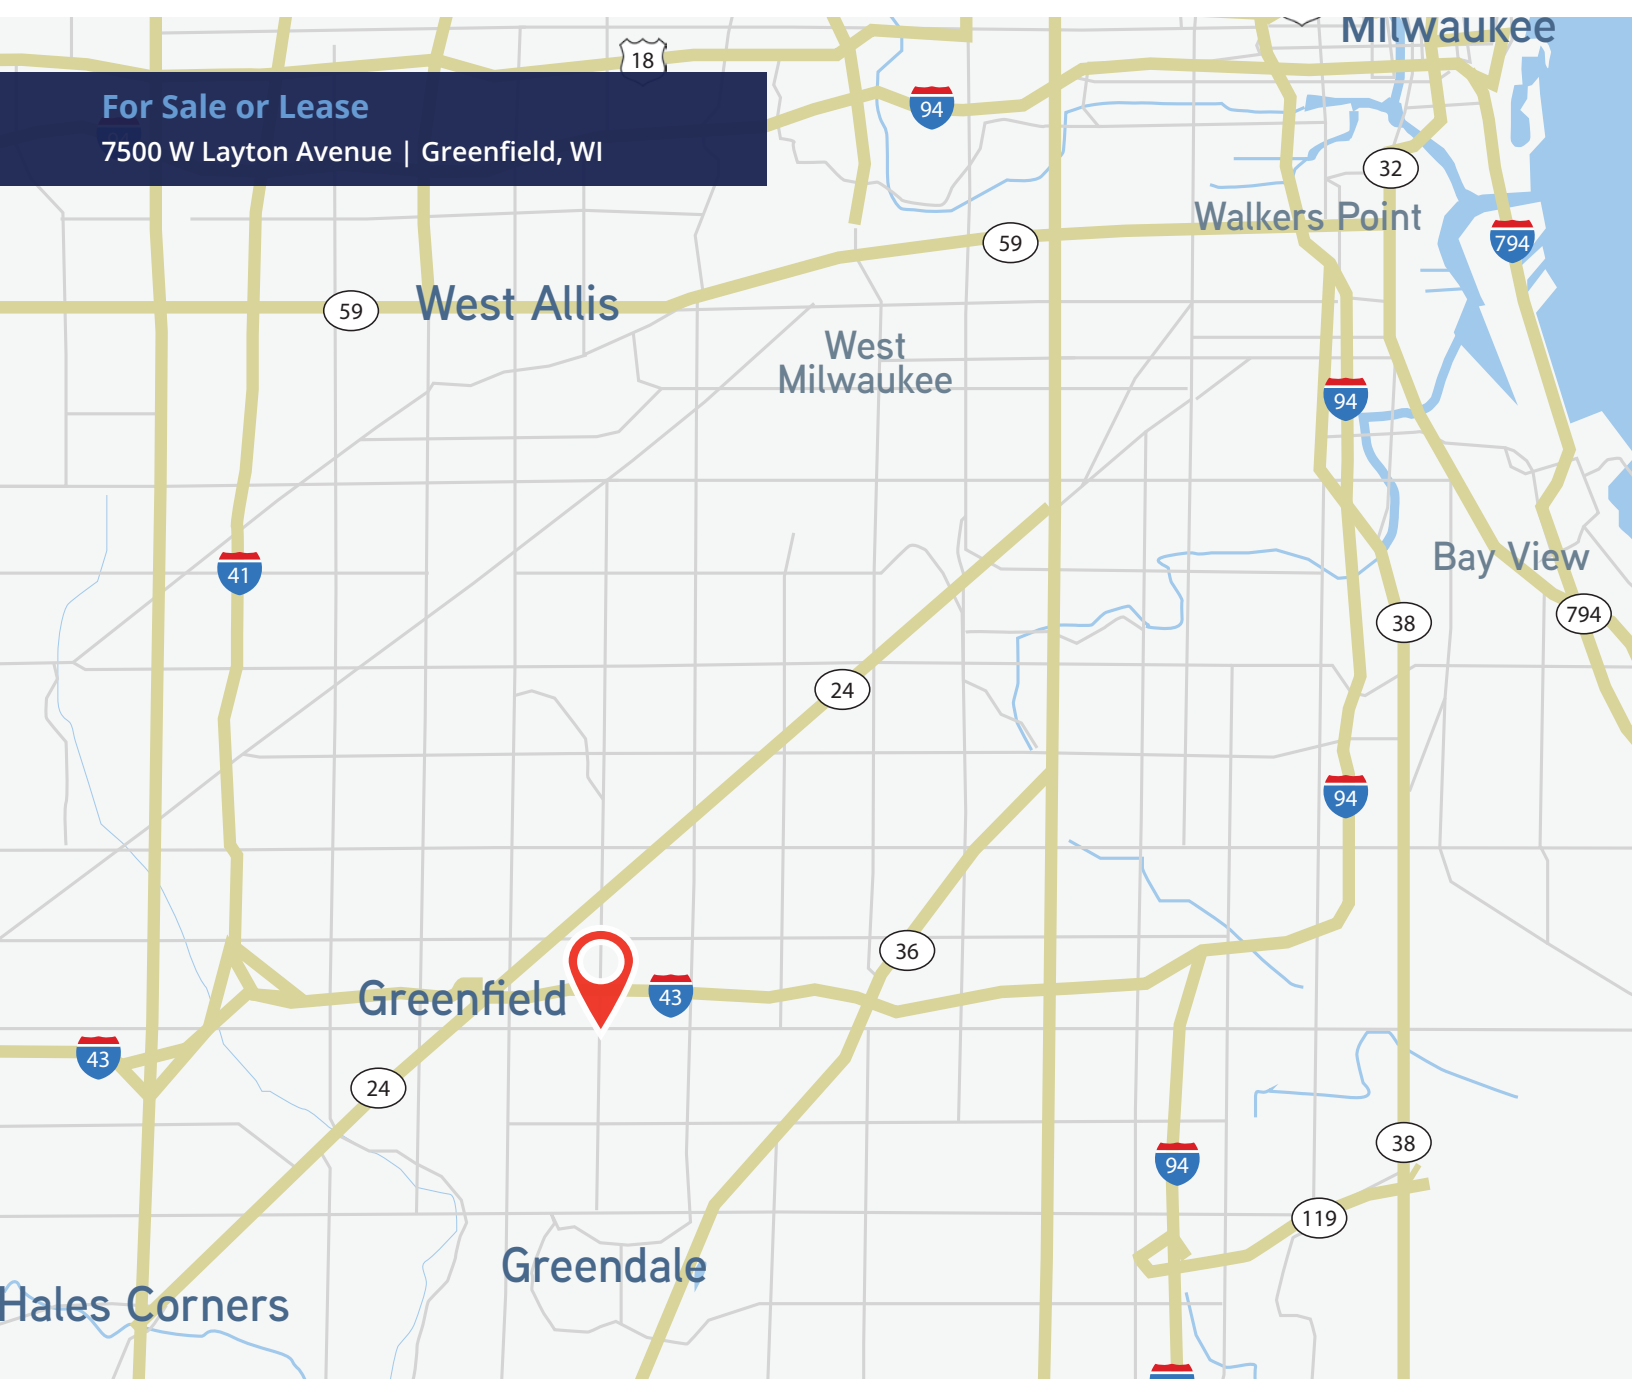 Milwaukee
18
For Sale or Lease
94
7500 W Layton Avenue | Greenfield, WI
32
Walkers Point
59
794
59
West Allis
West
Milwaukee
94
Bay View
41
794
38
24
94
36
Greenfield
43
43
24
38
94
119
Greendale
Hales Corners